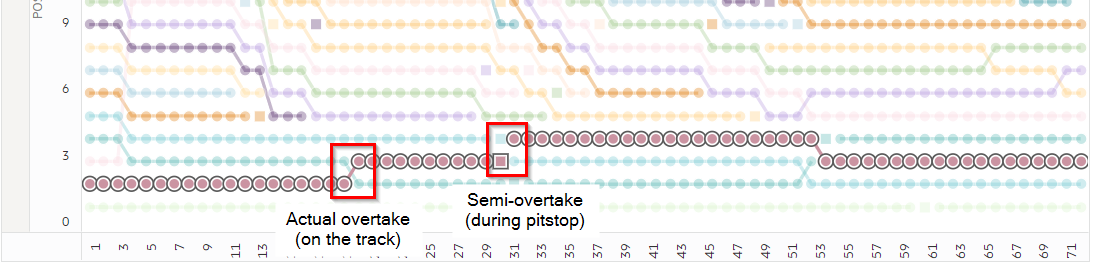 9
6
3
0
Actual overtake
(on the track)
Semi-overtake
(during pitstop)
1 3 5 7 9 11 13 25 27 29 31 33 35 37 39 41 43 45 47 49 51 53 55 57 59 61 63 65 67 69 71